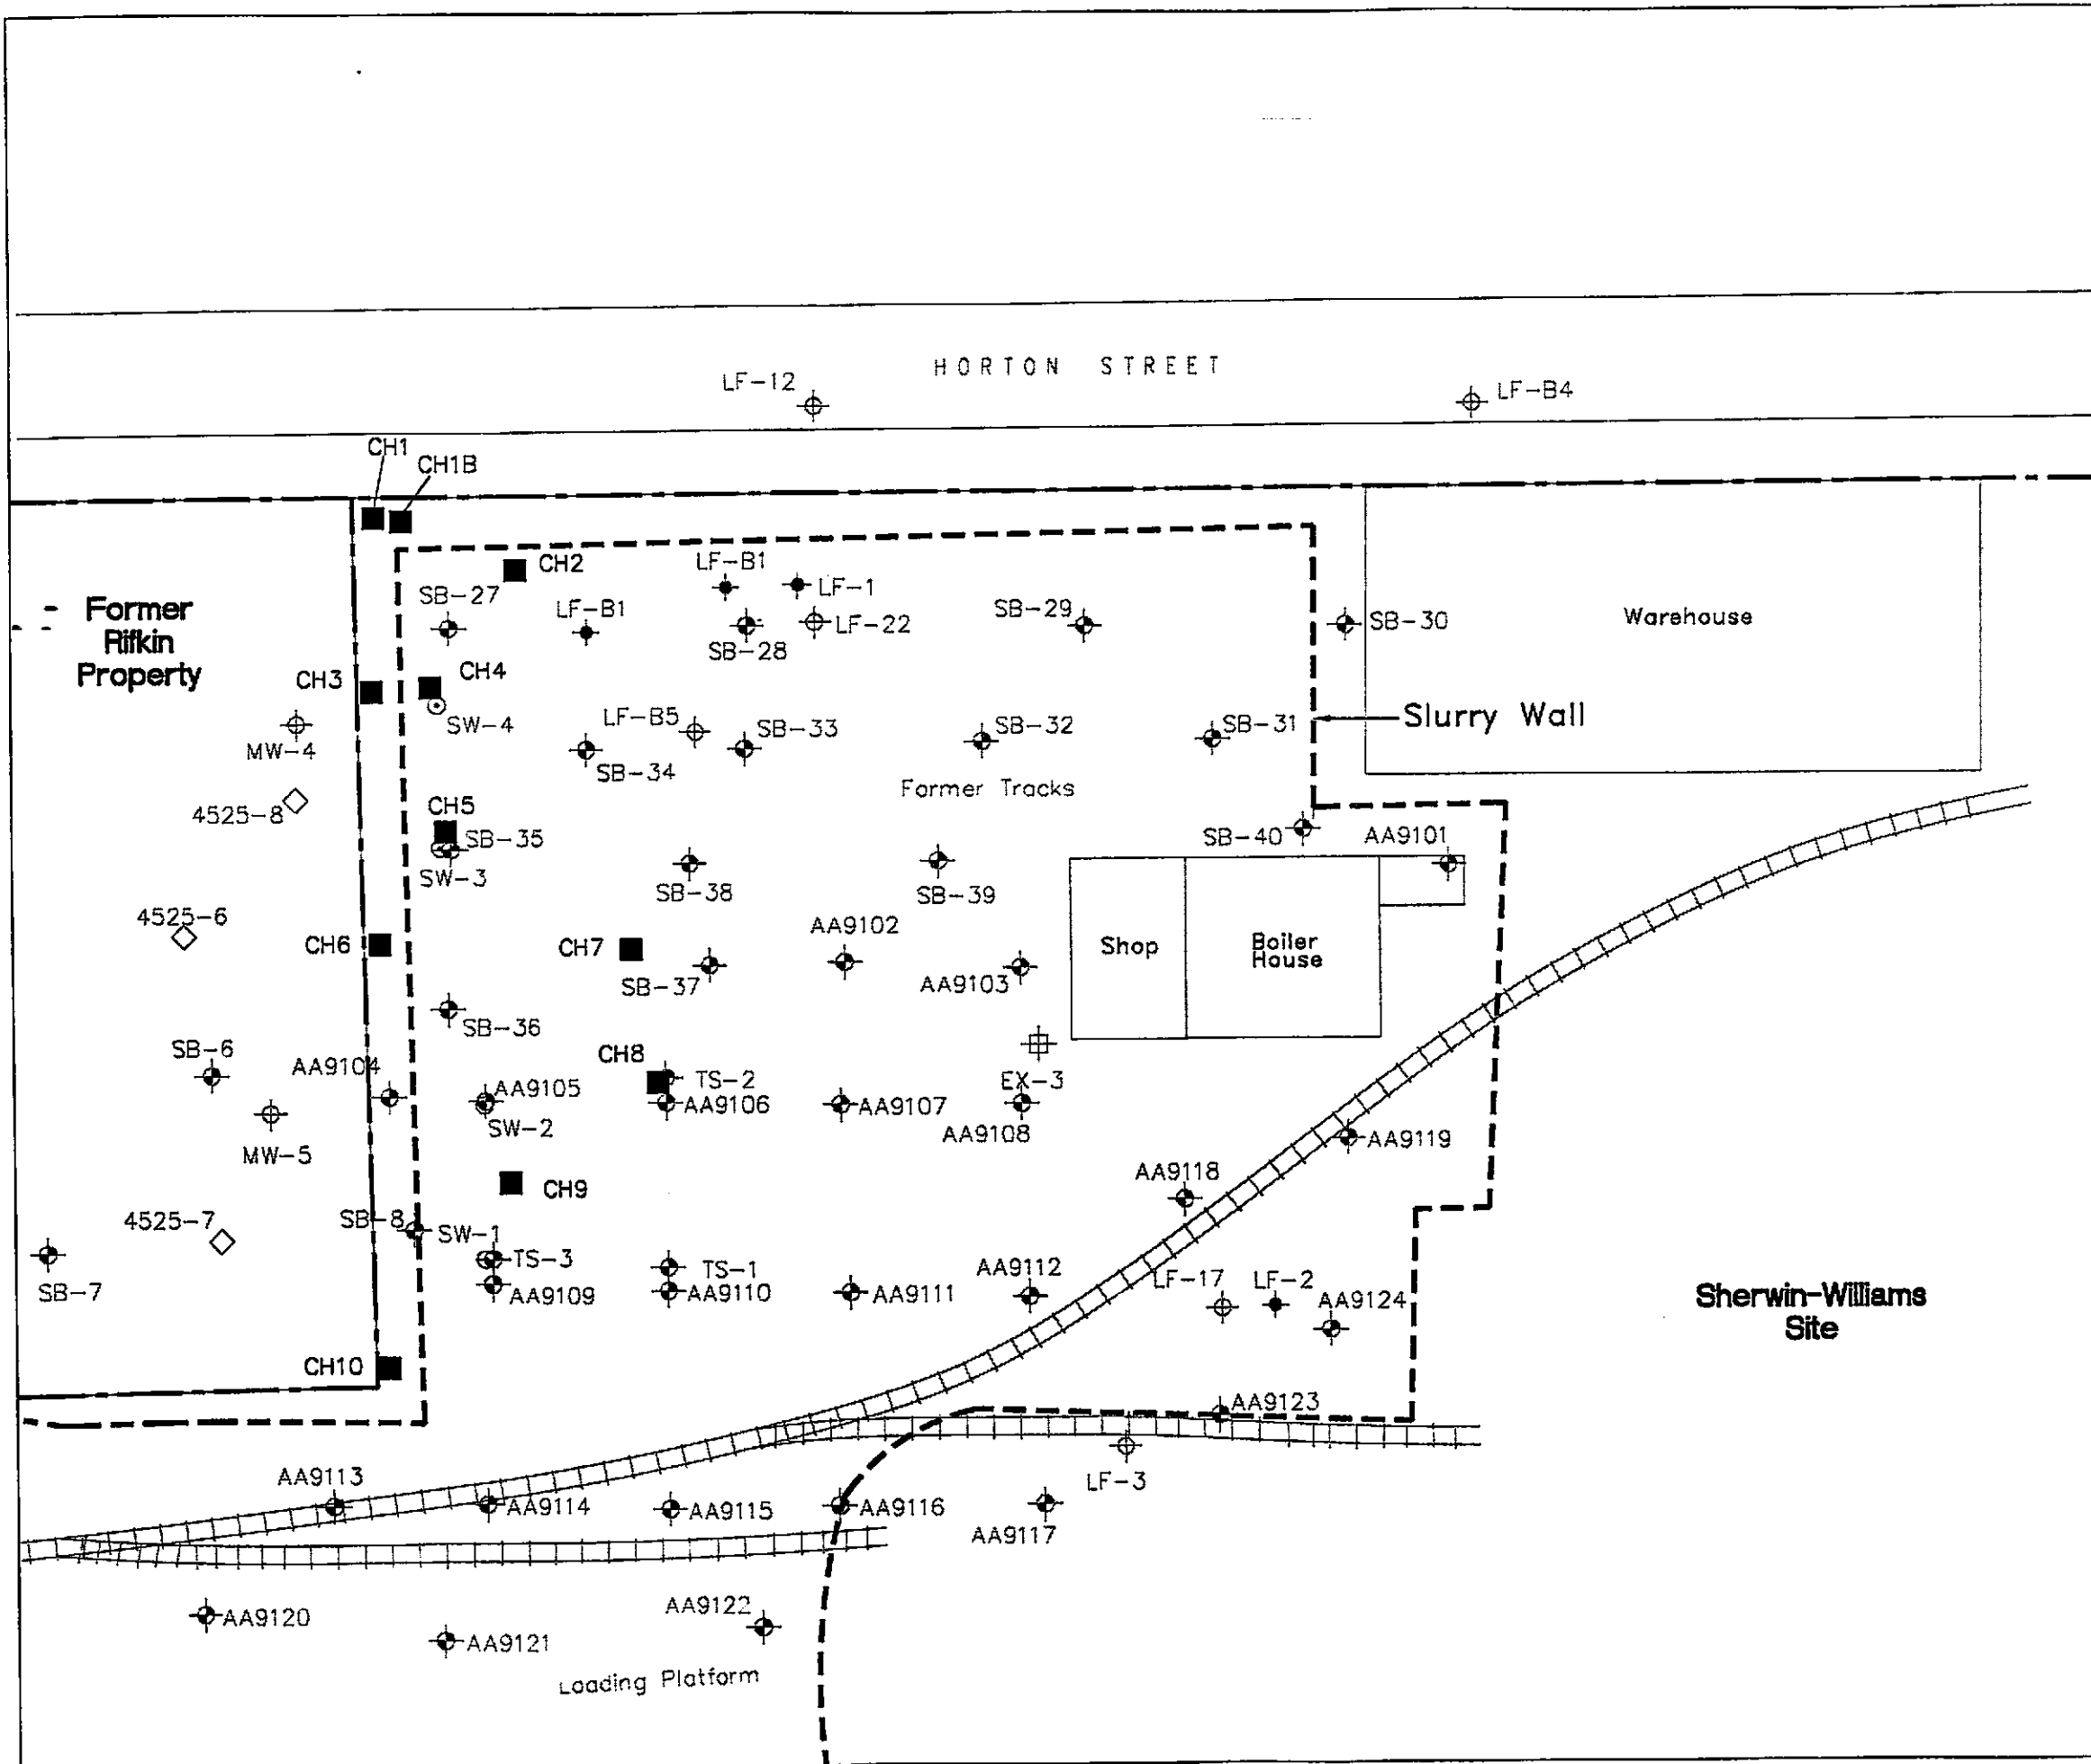 HORTON STREET
LF-12
LF-B4
CH1
CH1B
CH2
LF-B1
LF-1
Former
Rifkin
Property
SB-27
LF-B1
SB-28
LF-22
SB-29
SB-30
Warehouse
CH3
CH4
SW-4
MW-4
LF-B5
SB-33
SB-34
SB-32
SB-31
Slurry Wall
Former Tracks
4525-8
CH5
SB-35
SW-3
SB-38
SB-39
SB-40
AA9101
4525-6
CH6
CH7
SB-37
AA9102
AA9103
Shop
Boiler
House
SB-36
SB-6
AA9104
AA9105
SW-2
CH8
TS-2
AA9106
AA9107
EX-3
AA9108
AA9119
MW-5
CH9
AA9118
4525-7
SB-8
SW-1
TS-3
AA9109
TS-1
AA9110
AA9111
AA9112
LF-17
LF-2
AA9124
SB-7
Sherwin-Williams
Site
CH10
AA9123
LF-3
AA9113
AA9114
AA9115
AA9116
AA9117
AA9120
AA9121
AA9122
Loading Platform